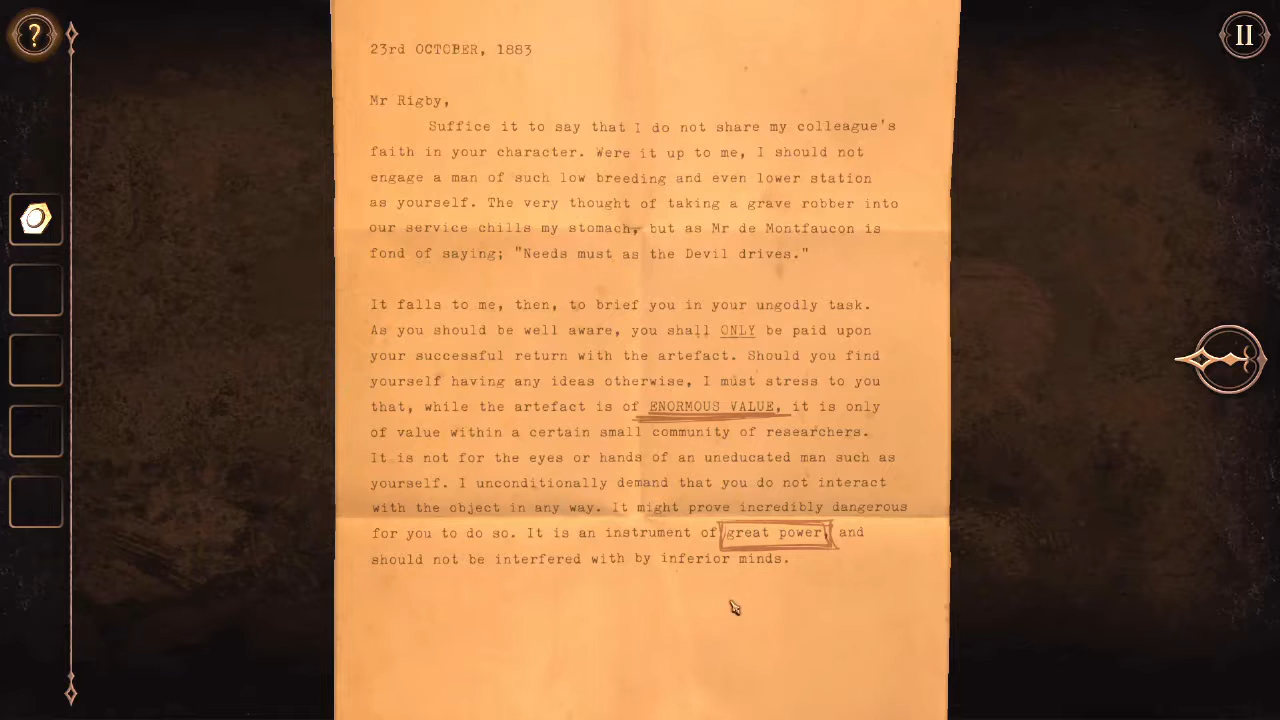 23rd OCTOBER, 1883
Mr Rigby,
Suffice it to say that I do not share my colleague's
faith in your character. Were it up to me, I should not
engage a man of such low breeding and even lower station
as yourself. The very thought of taking a grave robber into
our service chills my stomach, but as Mr de Montfaucon is
fond of saying; "Needs must as the Devil drives."
It falls to me, then, to brief you in your ungodly task.
As you should be well aware, you shall ONLY be paid upon
your successful return with the artefact. Should you find
yourself having any ideas otherwise, I must stress to you
that, while the artefact is of ENORMOUS VALUE, it is only
of value within a certain small community of researchers.
It is not for the eyes or hands of an uneducated man such as
yourself. I unconditionally demand that you do not interact
with the object in any way. It might prove incredibly dangerous
for you to do so. It is an instrument of great power, and
should not be interfered with by inferior minds.
?